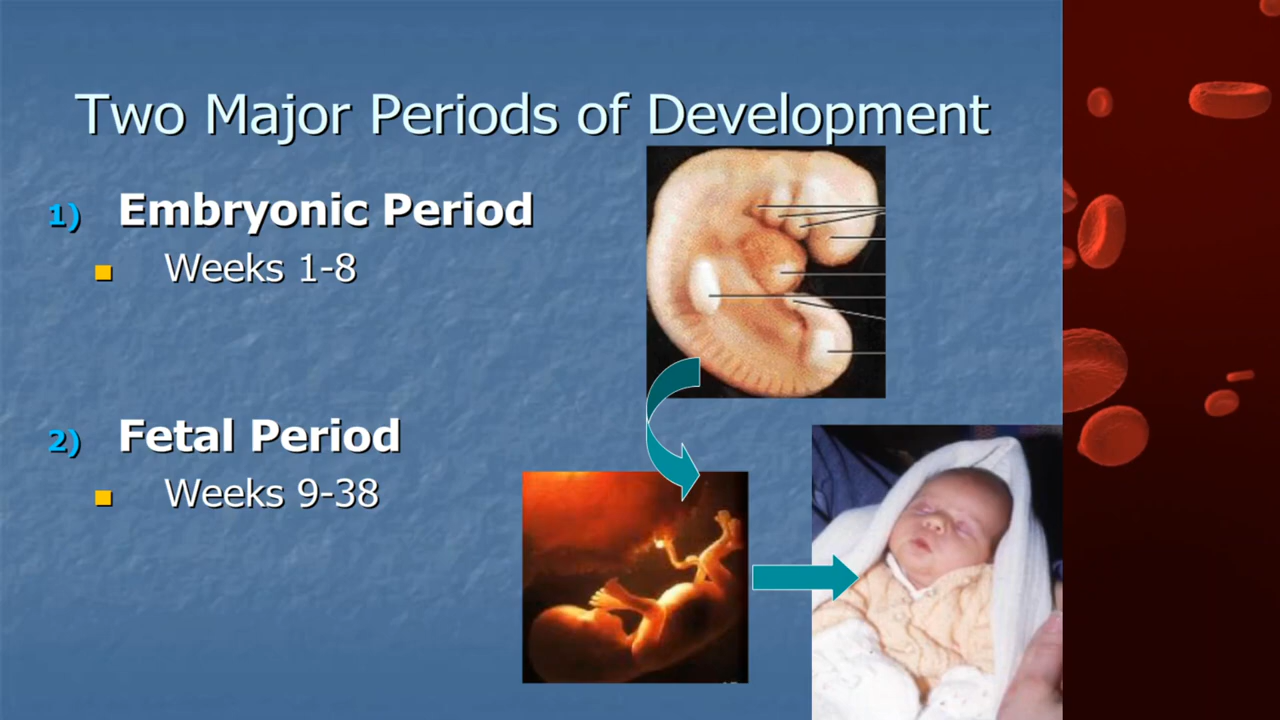 Two Major Periods of Development
1) Embryonic Period
Weeks 1-8
2) Fetal Period
Weeks 9-38